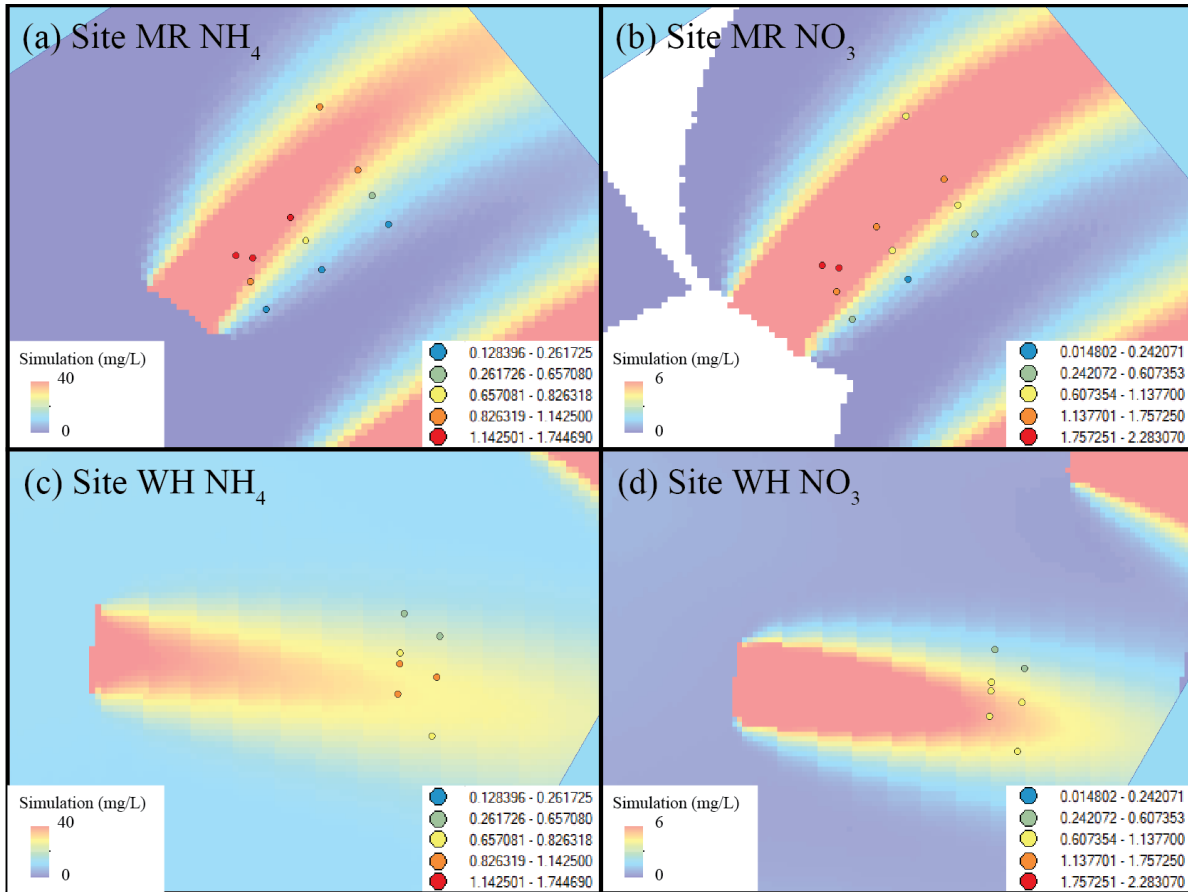 (a) Site MR NH₄
Simulation (mg/L)
40
0
0.128396 - 0.261725
0.261726 - 0.657080
0.657081 - 0.826318
0.826319 - 1.142500
1.142501 - 1.744690
(b) Site MR NO₃
Simulation (mg/L)
6
0
0.014802 - 0.242071
0.242072 - 0.607353
0.607354 - 1.137700
1.137701 - 1.757250
1.757251 - 2.283070
(c) Site WH NH₄
Simulation (mg/L)
40
0
0.128396 - 0.261725
0.261726 - 0.657080
0.657081 - 0.826318
0.826319 - 1.142500
1.142501 - 1.744690
(d) Site WH NO₃
Simulation (mg/L)
6
0
0.014802 - 0.242071
0.242072 - 0.607353
0.607354 - 1.137700
1.137701 - 1.757250
1.757251 - 2.283070